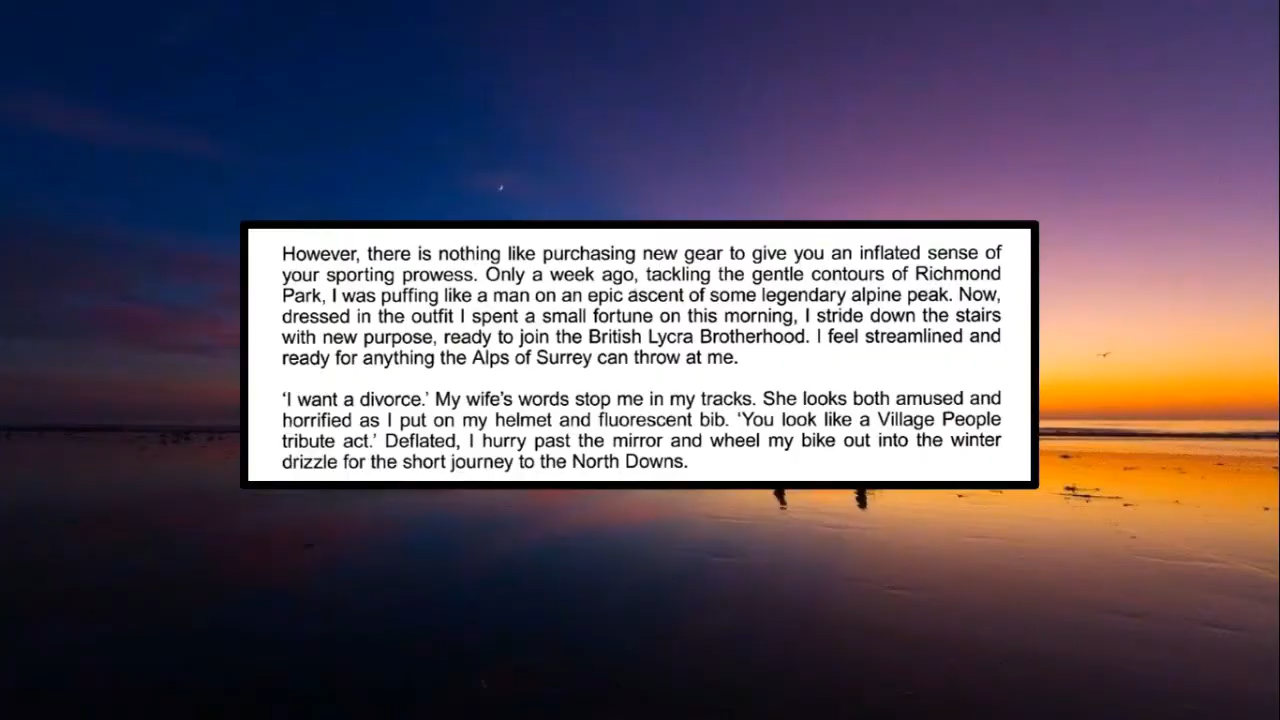 However, there is nothing like purchasing new gear to give you an inflated sense of
your sporting prowess. Only a week ago, tackling the gentle contours of Richmond
Park, I was puffing like a man on an epic ascent of some legendary alpine peak. Now,
dressed in the outfit I spent a small fortune on this morning, I stride down the stairs
with new purpose, ready to join the British Lycra Brotherhood. I feel streamlined and
ready for anything the Alps of Surrey can throw at me.
‘I want a divorce.’ My wife’s words stop me in my tracks. She looks both amused and
horrified as I put on my helmet and fluorescent bib. ‘You look like a Village People
tribute act.’ Deflated, I hurry past the mirror and wheel my bike out into the winter
drizzle for the short journey to the North Downs.